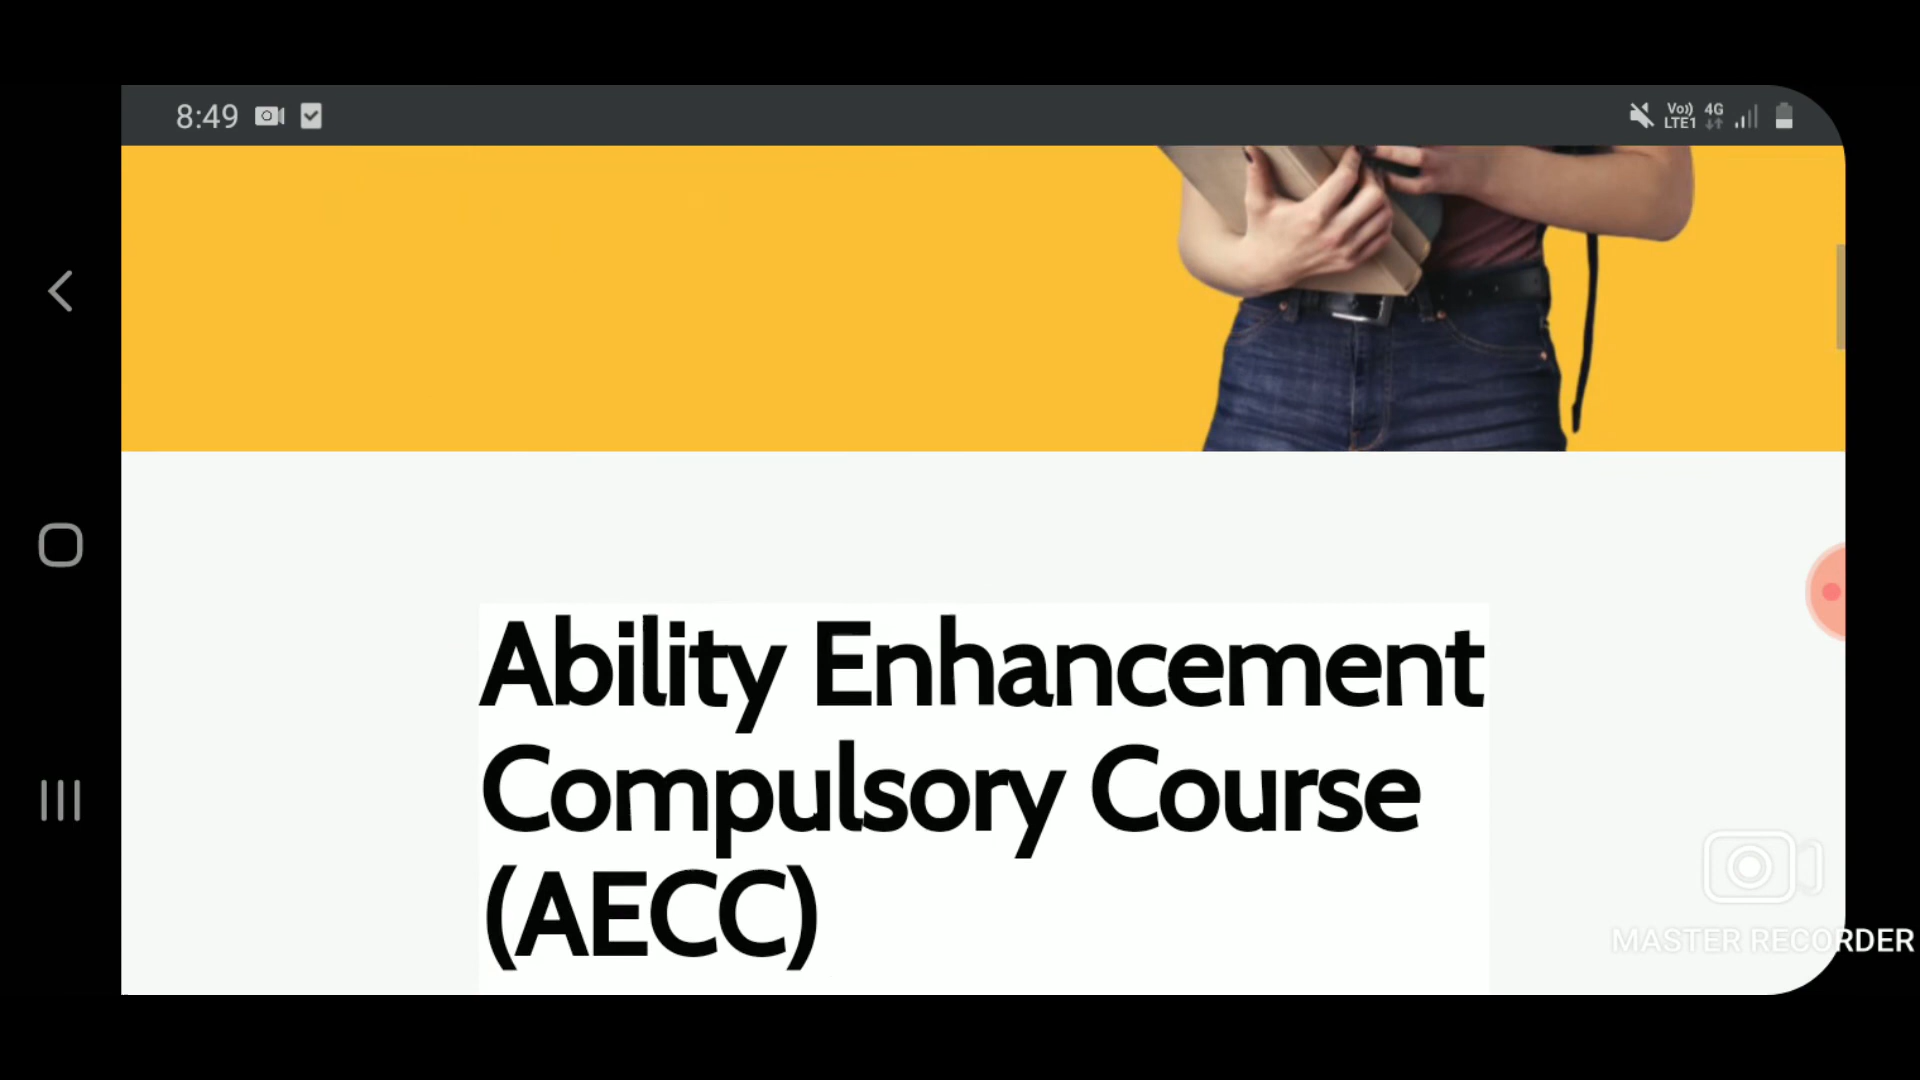 8:49
Vo)) 4G
LTE1
Ability Enhancement
Compulsory Course
(AECC)
MASTER RECORDER